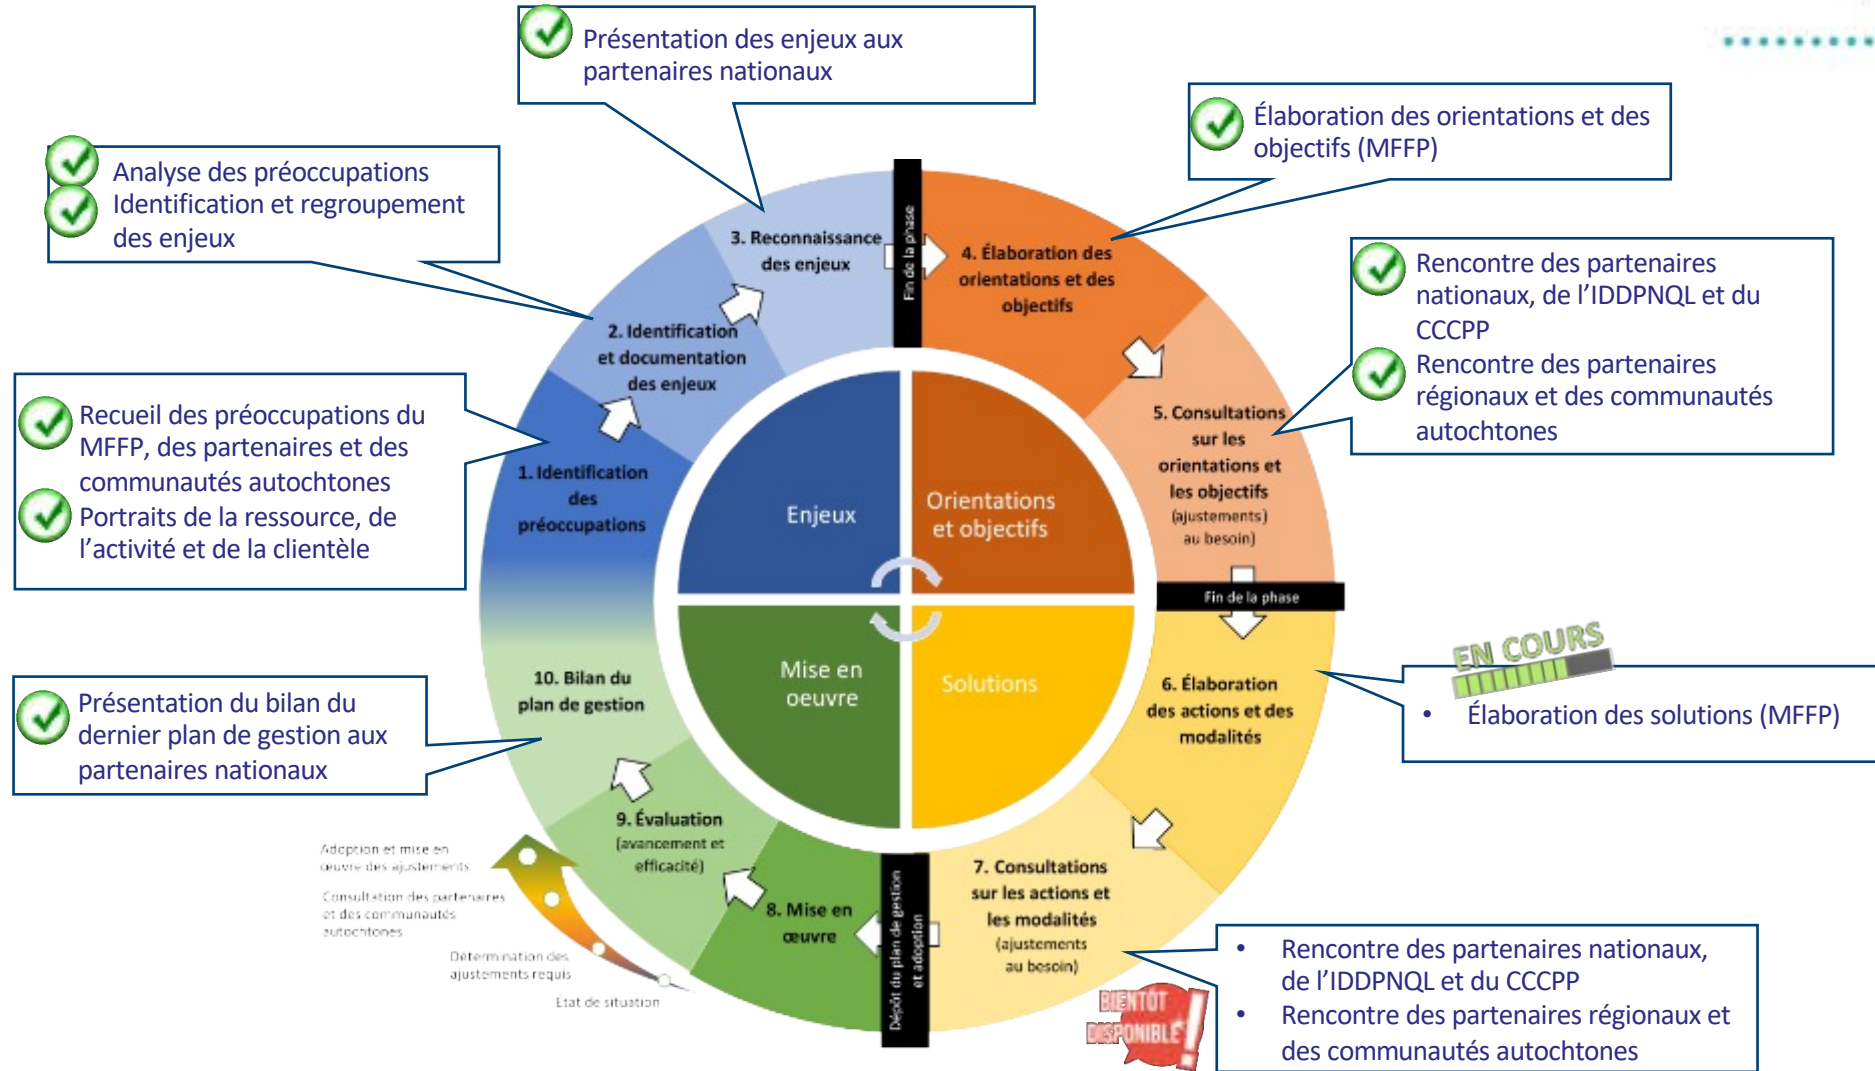 Présentation des enjeux aux
partenaires nationaux
Élaboration des orientations et des
objectifs (MFFP)
Analyse des préoccupations
Identification et regroupement
des enjeux
Rencontre des partenaires
nationaux, de l'IDDPNQL et du
CCCPP
Rencontre des partenaires
régionaux et des communautés
autochtones
Recueil des préoccupations du
MFFP, des partenaires et des
communautés autochtones
Portraits de la ressource, de
l'activité et de la clientèle
Présentation du bilan du
dernier plan de gestion aux
partenaires nationaux
EN COURS
• Élaboration des solutions (MFFP)
BIENTÔT
DISPONIBLE !
• Rencontre des partenaires nationaux,
de l'IDDPNQL et du CCCPP
• Rencontre des partenaires régionaux et
des communautés autochtones
1. Identification
des
préoccupations
2. Identification
et documentation
des enjeux
3. Reconnaissance
des enjeux
Fin de la phase
4. Élaboration des
orientations et des
objectifs
5. Consultations
sur les
orientations et
les objectifs
(ajustements)
au besoin)
Fin de la phase
6. Élaboration
des actions et des
modalités
7. Consultations
sur les actions et
les modalités
(ajustements
au besoin)
Dépôt du plan de gestion
et adoption
8. Mise en
œuvre
9. Évaluation
(avancement et
efficacité)
10. Bilan du
plan de gestion
Enjeux
Orientations
et objectifs
Mise en
oeuvre
Solutions
Adoption et mise en
œuvre des ajustements
Consultation des partenaires
et des communautés
autochtones
Détermination des
ajustements requis
État de situation